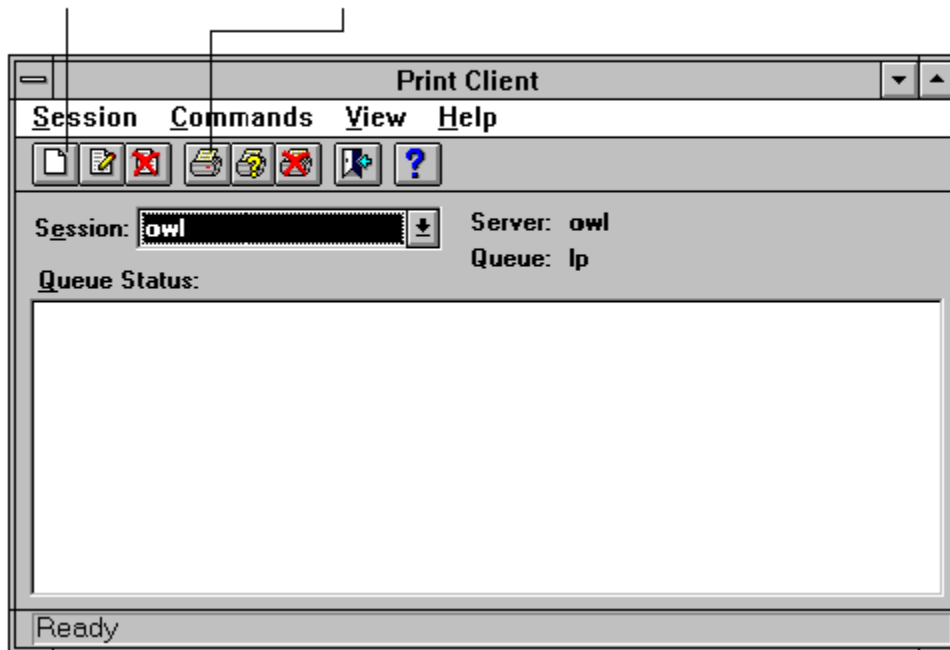 Print Client
Session Commands View Help
Session: owl
Server: owl
Queue: lp
Queue Status:
Ready